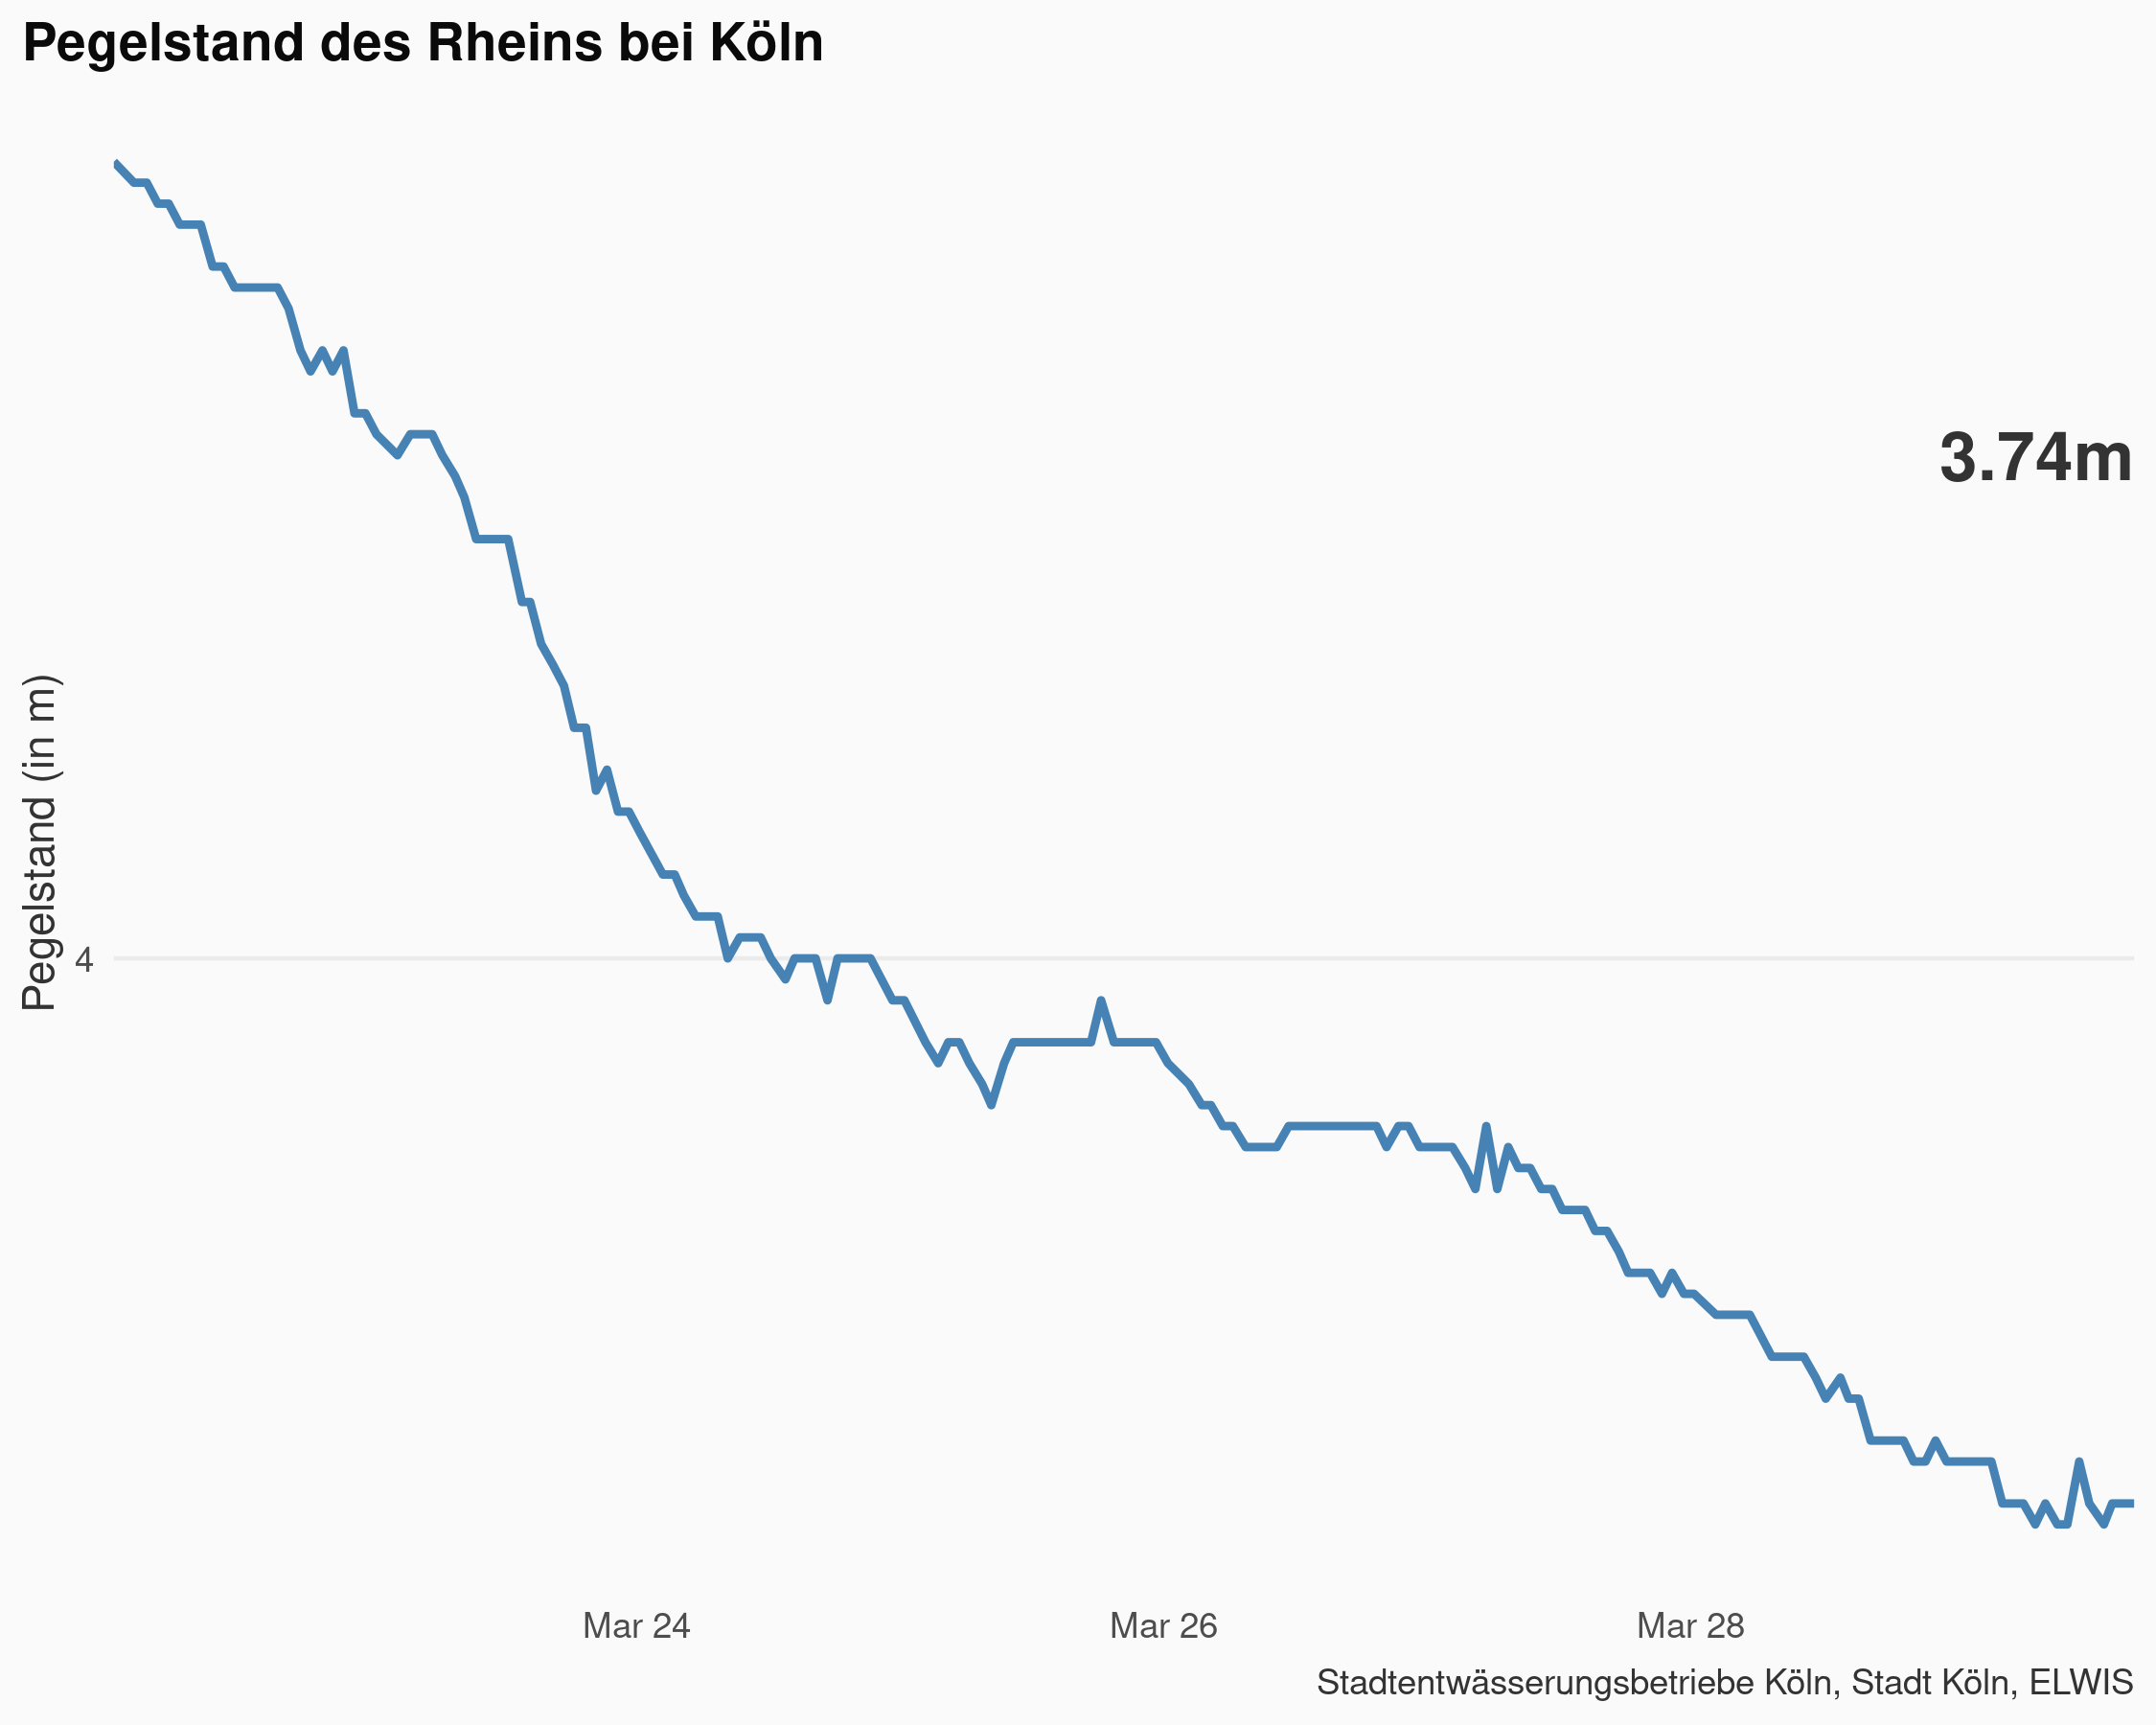 Pegelstand des Rheins bei Köln
3.74m
Pegelstand (in m)
4
Mar 24
Mar 26
Mar 28
Stadtentwässerungsbetriebe Köln, Stadt Köln, ELWIS